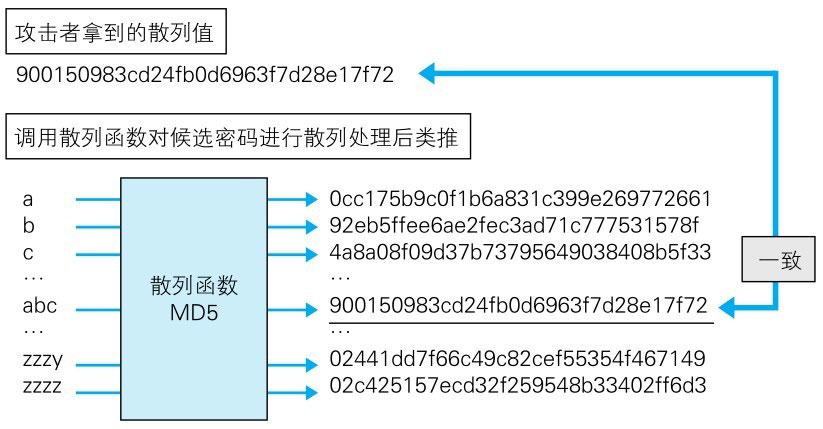 攻击者拿到的散列值
900150983cd24fb0d6963f7d28e17f72
调用散列函数对候选密码进行散列处理后类推
a
0cc175b9c0f1b6a831c399e269772661
b
92eb5ffee6ae2fec3ad71c777531578f
c
4a8a08f09d37b73795649038408b5f33
…
…
一致
散列函数
MD5
abc
900150983cd24fb0d6963f7d28e17f72
…
…
zzzy
02441dd7f66c49c82cef55354f467149
zzzz
02c425157ecd32f259548b33402ff6d3